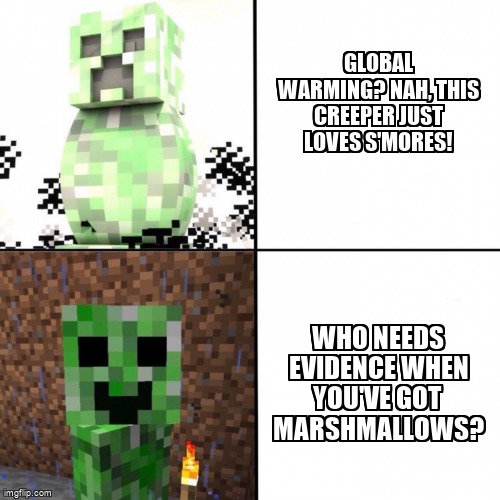 GLOBAL
WARMING? NAH, THIS
CREEPER JUST
LOVES S'MORES!
WHO NEEDS
EVIDENCE WHEN
YOU'VE GOT
MARSHMALLOWS?
imgflip.com